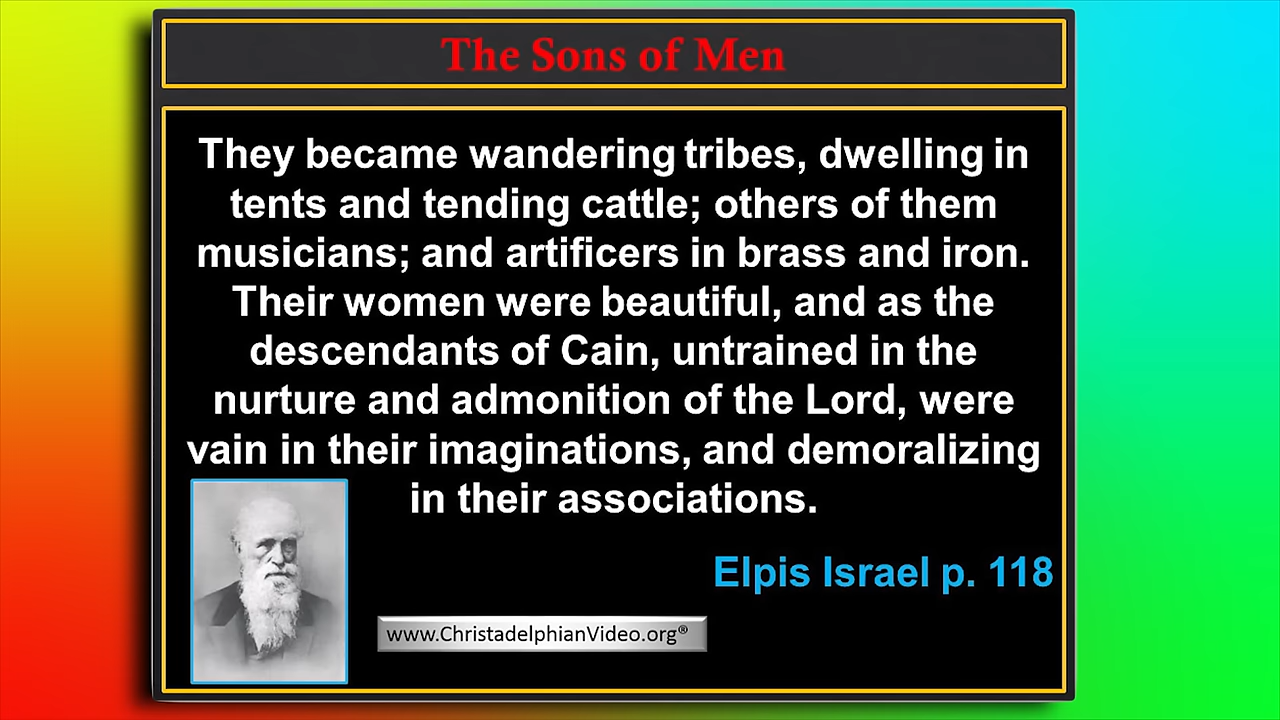 The Sons of Men
They became wandering tribes, dwelling in
tents and tending cattle; others of them
musicians; and artificers in brass and iron.
Their women were beautiful, and as the
descendants of Cain, untrained in the
nurture and admonition of the Lord, were
vain in their imaginations, and demoralizing
in their associations.
Elpis Israel p. 118
www.ChristadelphianVideo.org®